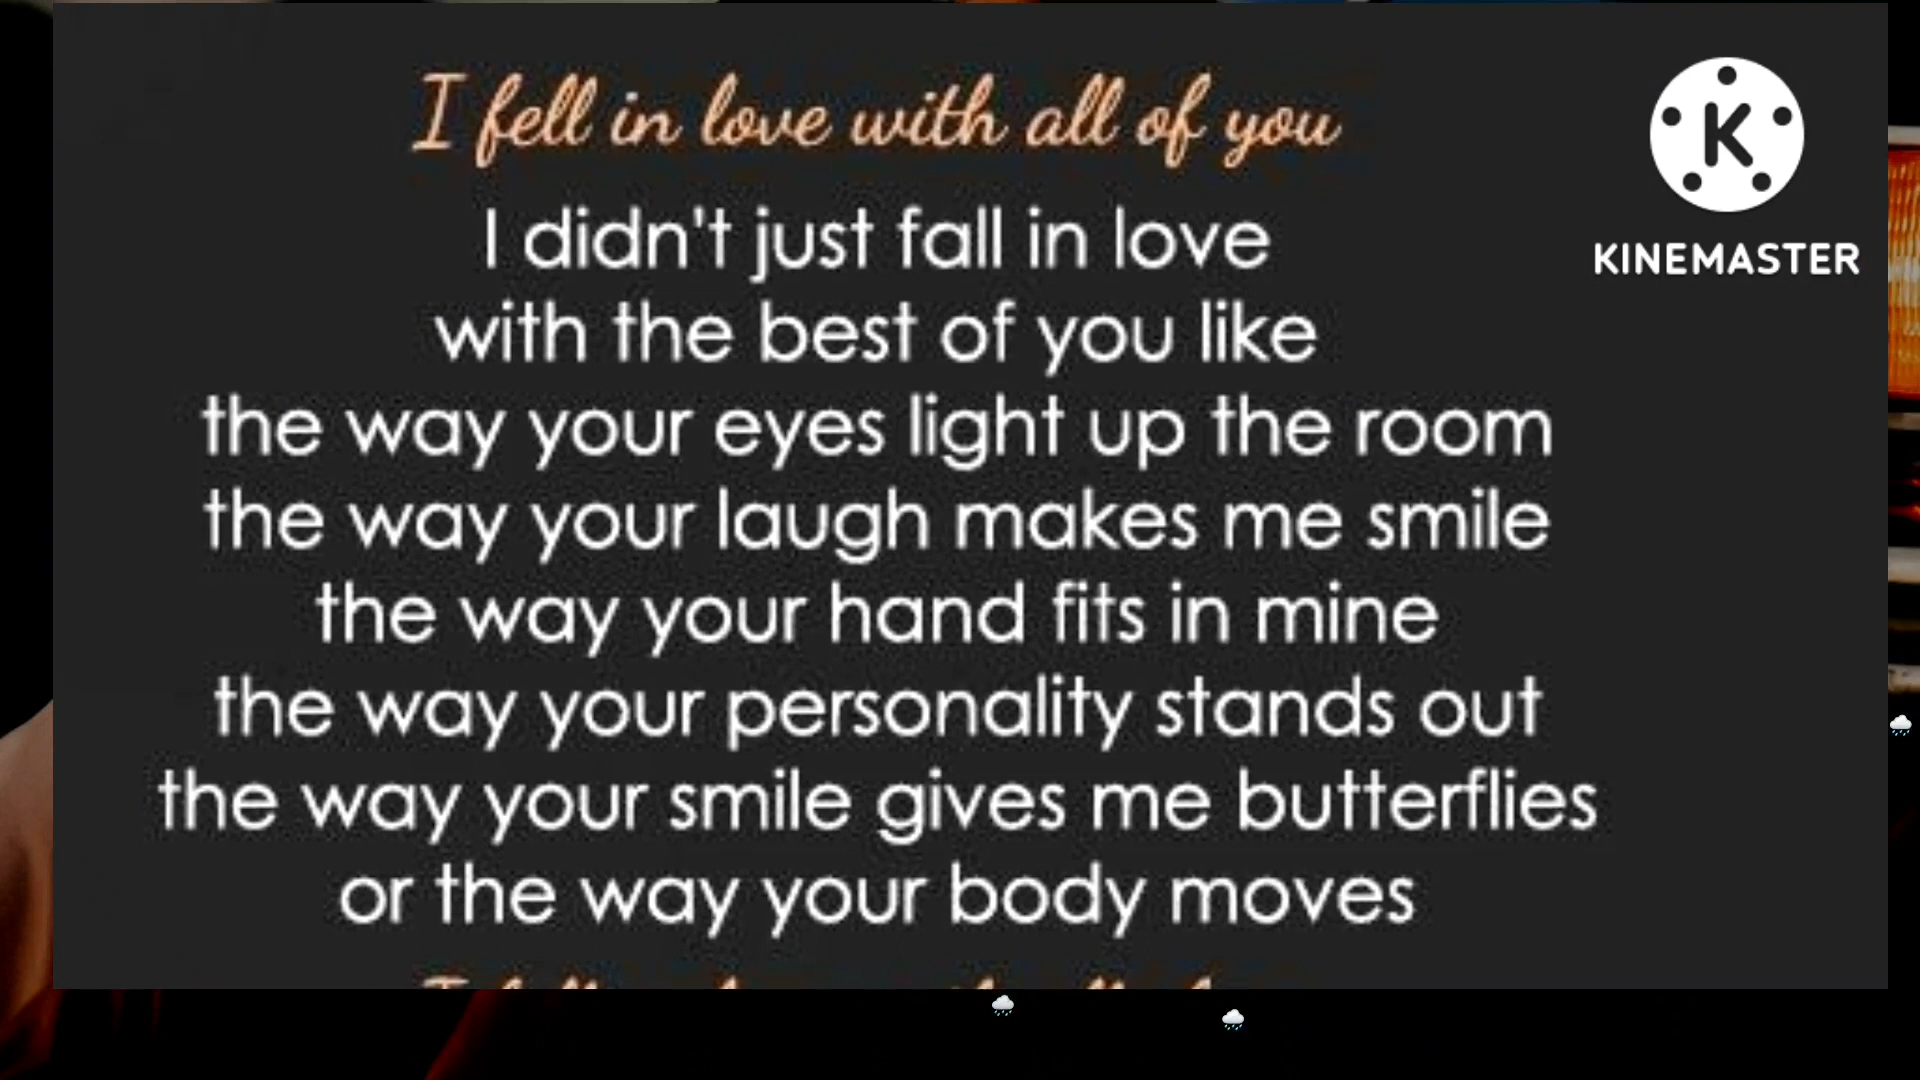 I fell in love with all of you
I didn't just fall in love
with the best of you like
the way your eyes light up the room
the way your laugh makes me smile
the way your hand fits in mine
the way your personality stands out
the way your smile gives me butterflies
or the way your body moves
K
KINEMASTER